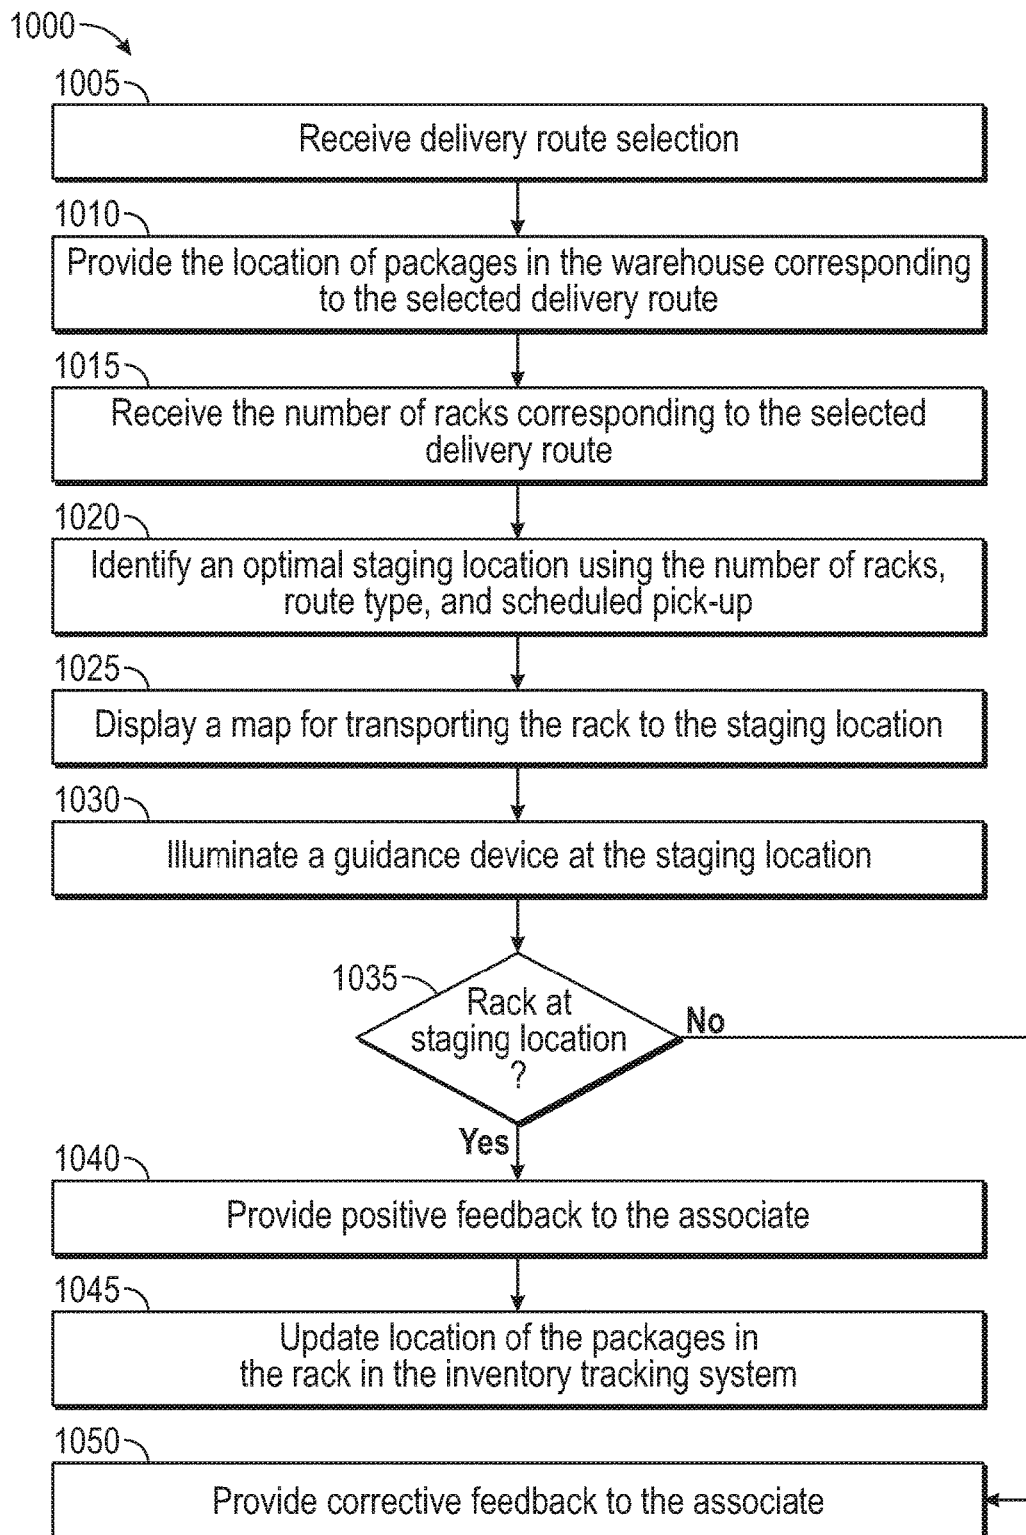 1000
1005
Receive delivery route selection
1010
Provide the location of packages in the warehouse corresponding
to the selected delivery route
1015
Receive the number of racks corresponding to the selected
delivery route
1020
Identify an optimal staging location using the number of racks,
route type, and scheduled pick-up
1025
Display a map for transporting the rack to the staging location
1030
Illuminate a guidance device at the staging location
1035
Rack at
staging location
?
No
Yes
1040
Provide positive feedback to the associate
1045
Update location of the packages in
the rack in the inventory tracking system
1050
Provide corrective feedback to the associate